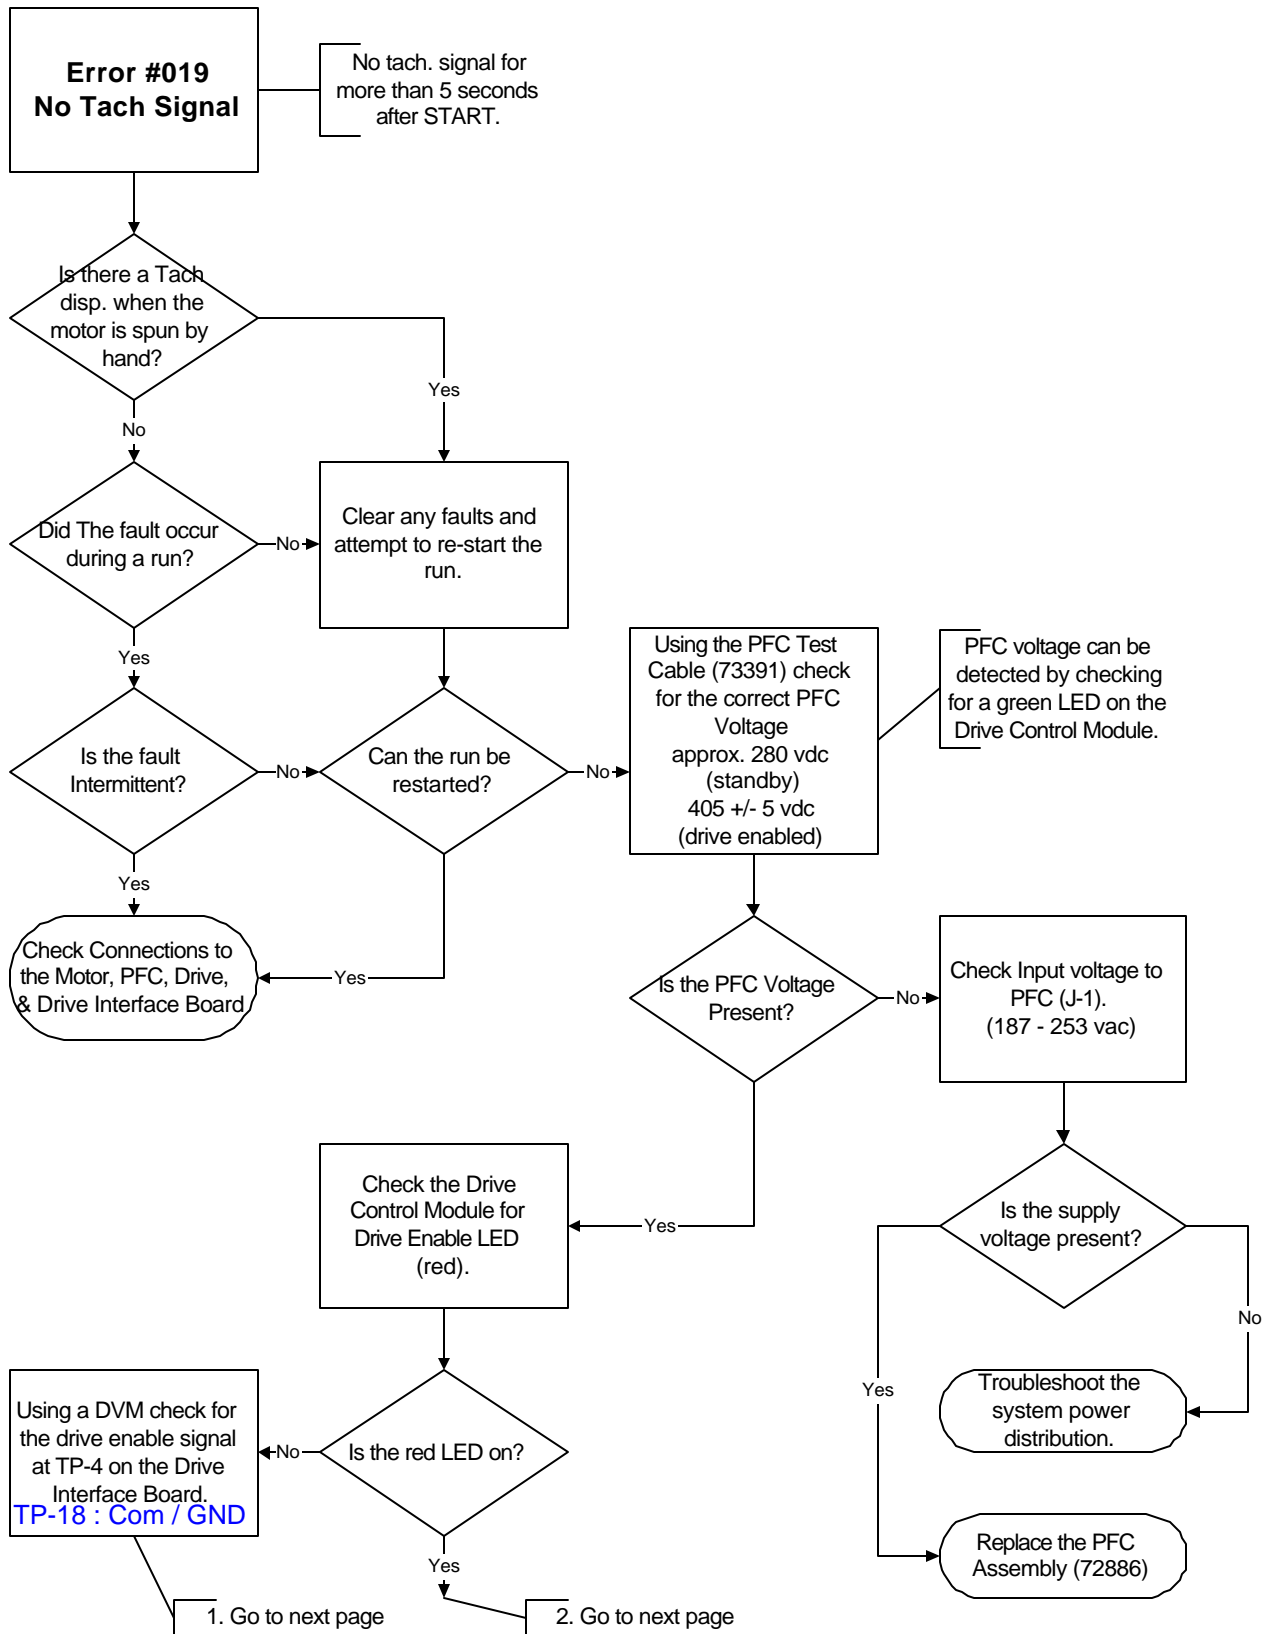 Error #019
No Tach Signal
No tach. signal for
more than 5 seconds
after START.
Is there a Tach
disp. when the
motor is spun by
hand?
Yes
No
Did The fault occur
during a run?
No
Clear any faults and
attempt to re-start the
run.
Yes
Using the PFC Test
Cable (73391) check
for the correct PFC
Voltage
approx. 280 vdc
(standby)
405 +/- 5 vdc
(drive enabled)
PFC voltage can be
detected by checking
for a green LED on the
Drive Control Module.
Is the fault
Intermittent?
No
Can the run be
restarted?
No
Yes
Check Connections to
the Motor, PFC, Drive,
& Drive Interface Board
Yes
Is the PFC Voltage
Present?
No
Check Input voltage to
PFC (J-1).
(187 - 253 vac)
Check the Drive
Control Module for
Drive Enable LED
(red).
Yes
Is the supply
voltage present?
No
Yes
Troubleshoot the
system power
distribution.
Using a DVM check for
the drive enable signal
at TP-4 on the Drive
Interface Board.
TP-18 : Com / GND
No
Is the red LED on?
Yes
Replace the PFC
Assembly (72886)
1. Go to next page
2. Go to next page